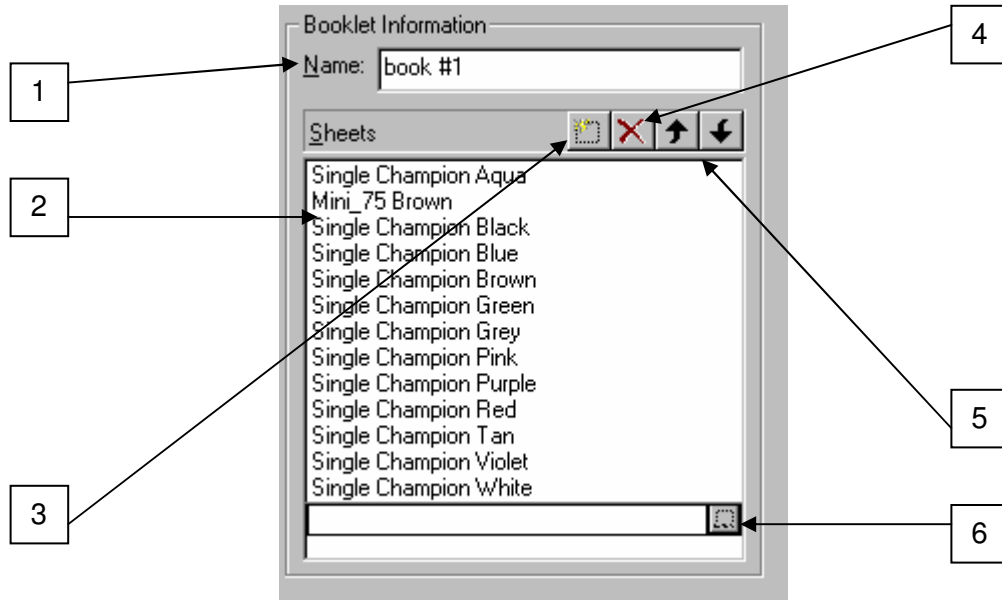 Booklet Information
4
Name: book #1
1
Sheets
Single Champion Aqua
Mini_75 Brown
2
Single Champion Black
Single Champion Blue
Single Champion Brown
Single Champion Green
Single Champion Grey
Single Champion Pink
Single Champion Purple
Single Champion Red
5
Single Champion Tan
Single Champion Violet
Single Champion White
3
6